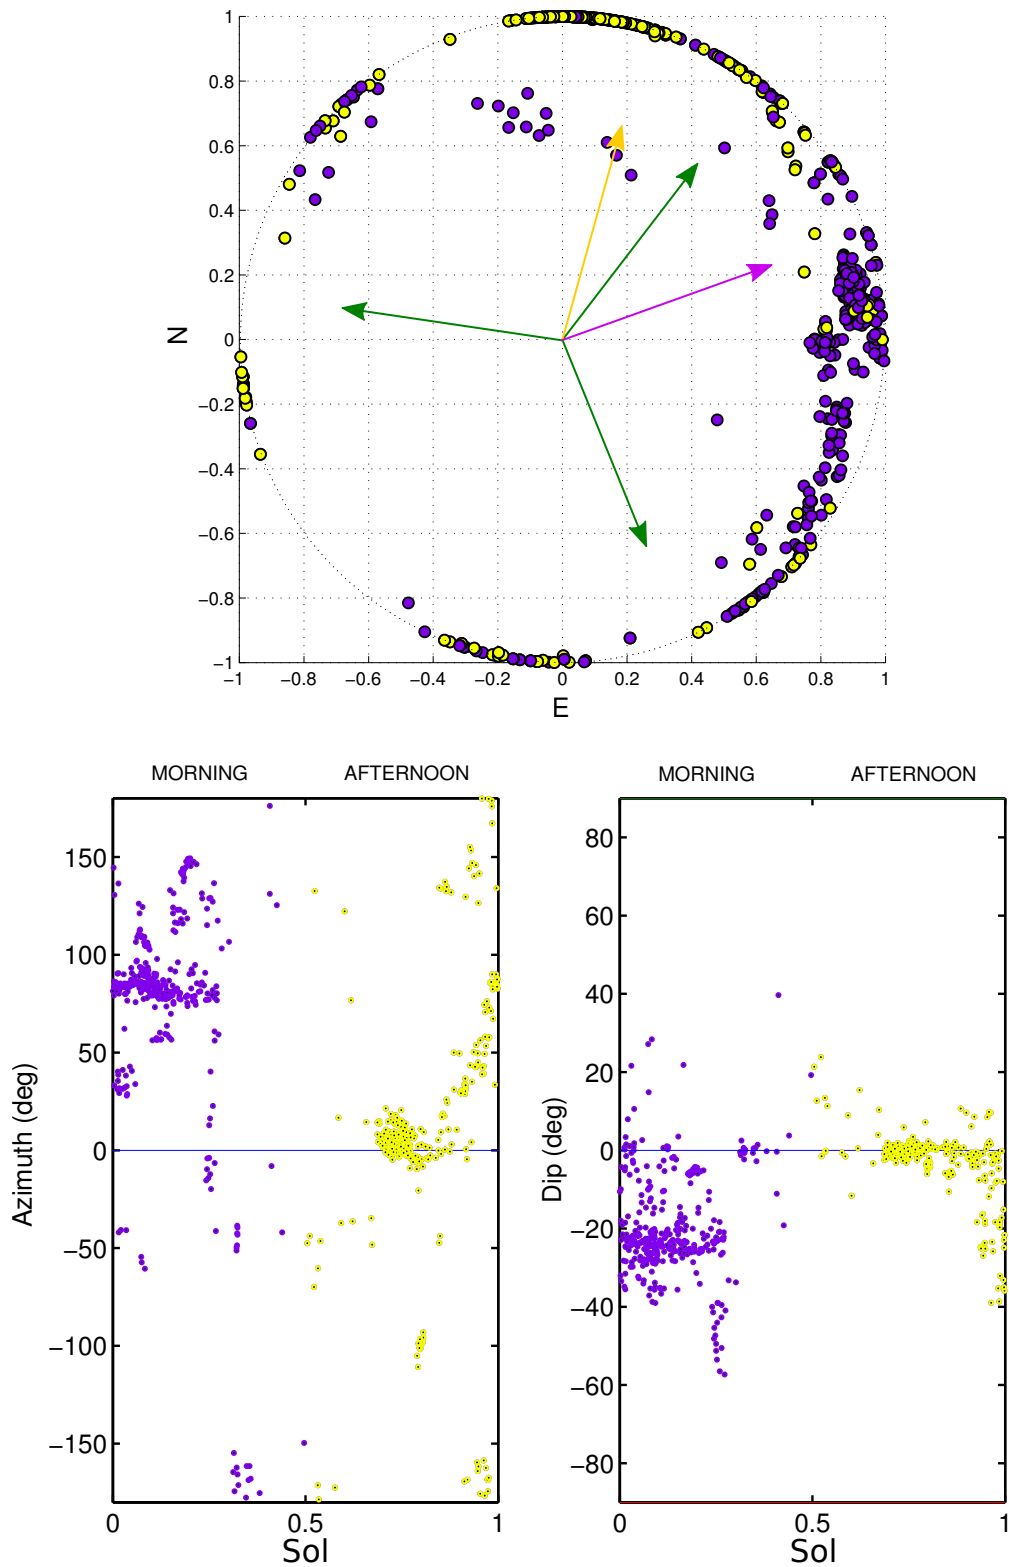 1
0.8
0.6
0.4
0.2
0
−0.2
−0.4
−0.6
−0.8
−1
N
−1 −0.8 −0.6 −0.4 −0.2 0 0.2 0.4 0.6 0.8 1
E
MORNING AFTERNOON
150
100
50
0
−50
−100
−150
Azimuth (deg)
0 0.5 1
Sol
MORNING AFTERNOON
80
60
40
20
0
−20
−40
−60
−80
Dip (deg)
0 0.5 1
Sol